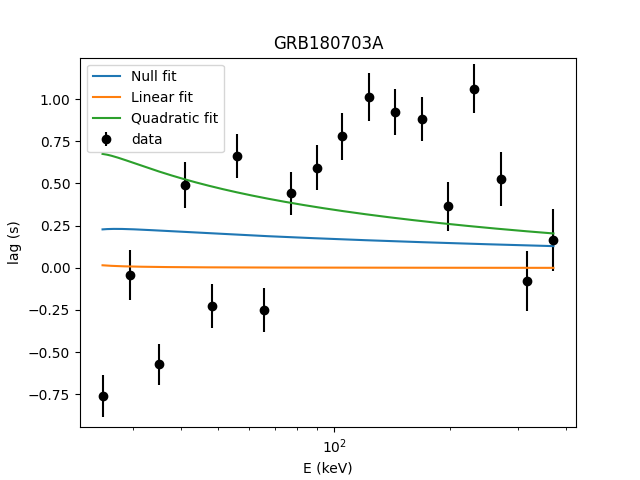 GRB180703A
Null fit
Linear fit
Quadratic fit
data
1.00
0.75
0.50
0.25
0.00
−0.25
−0.50
−0.75
lag (s)
10²
E (keV)